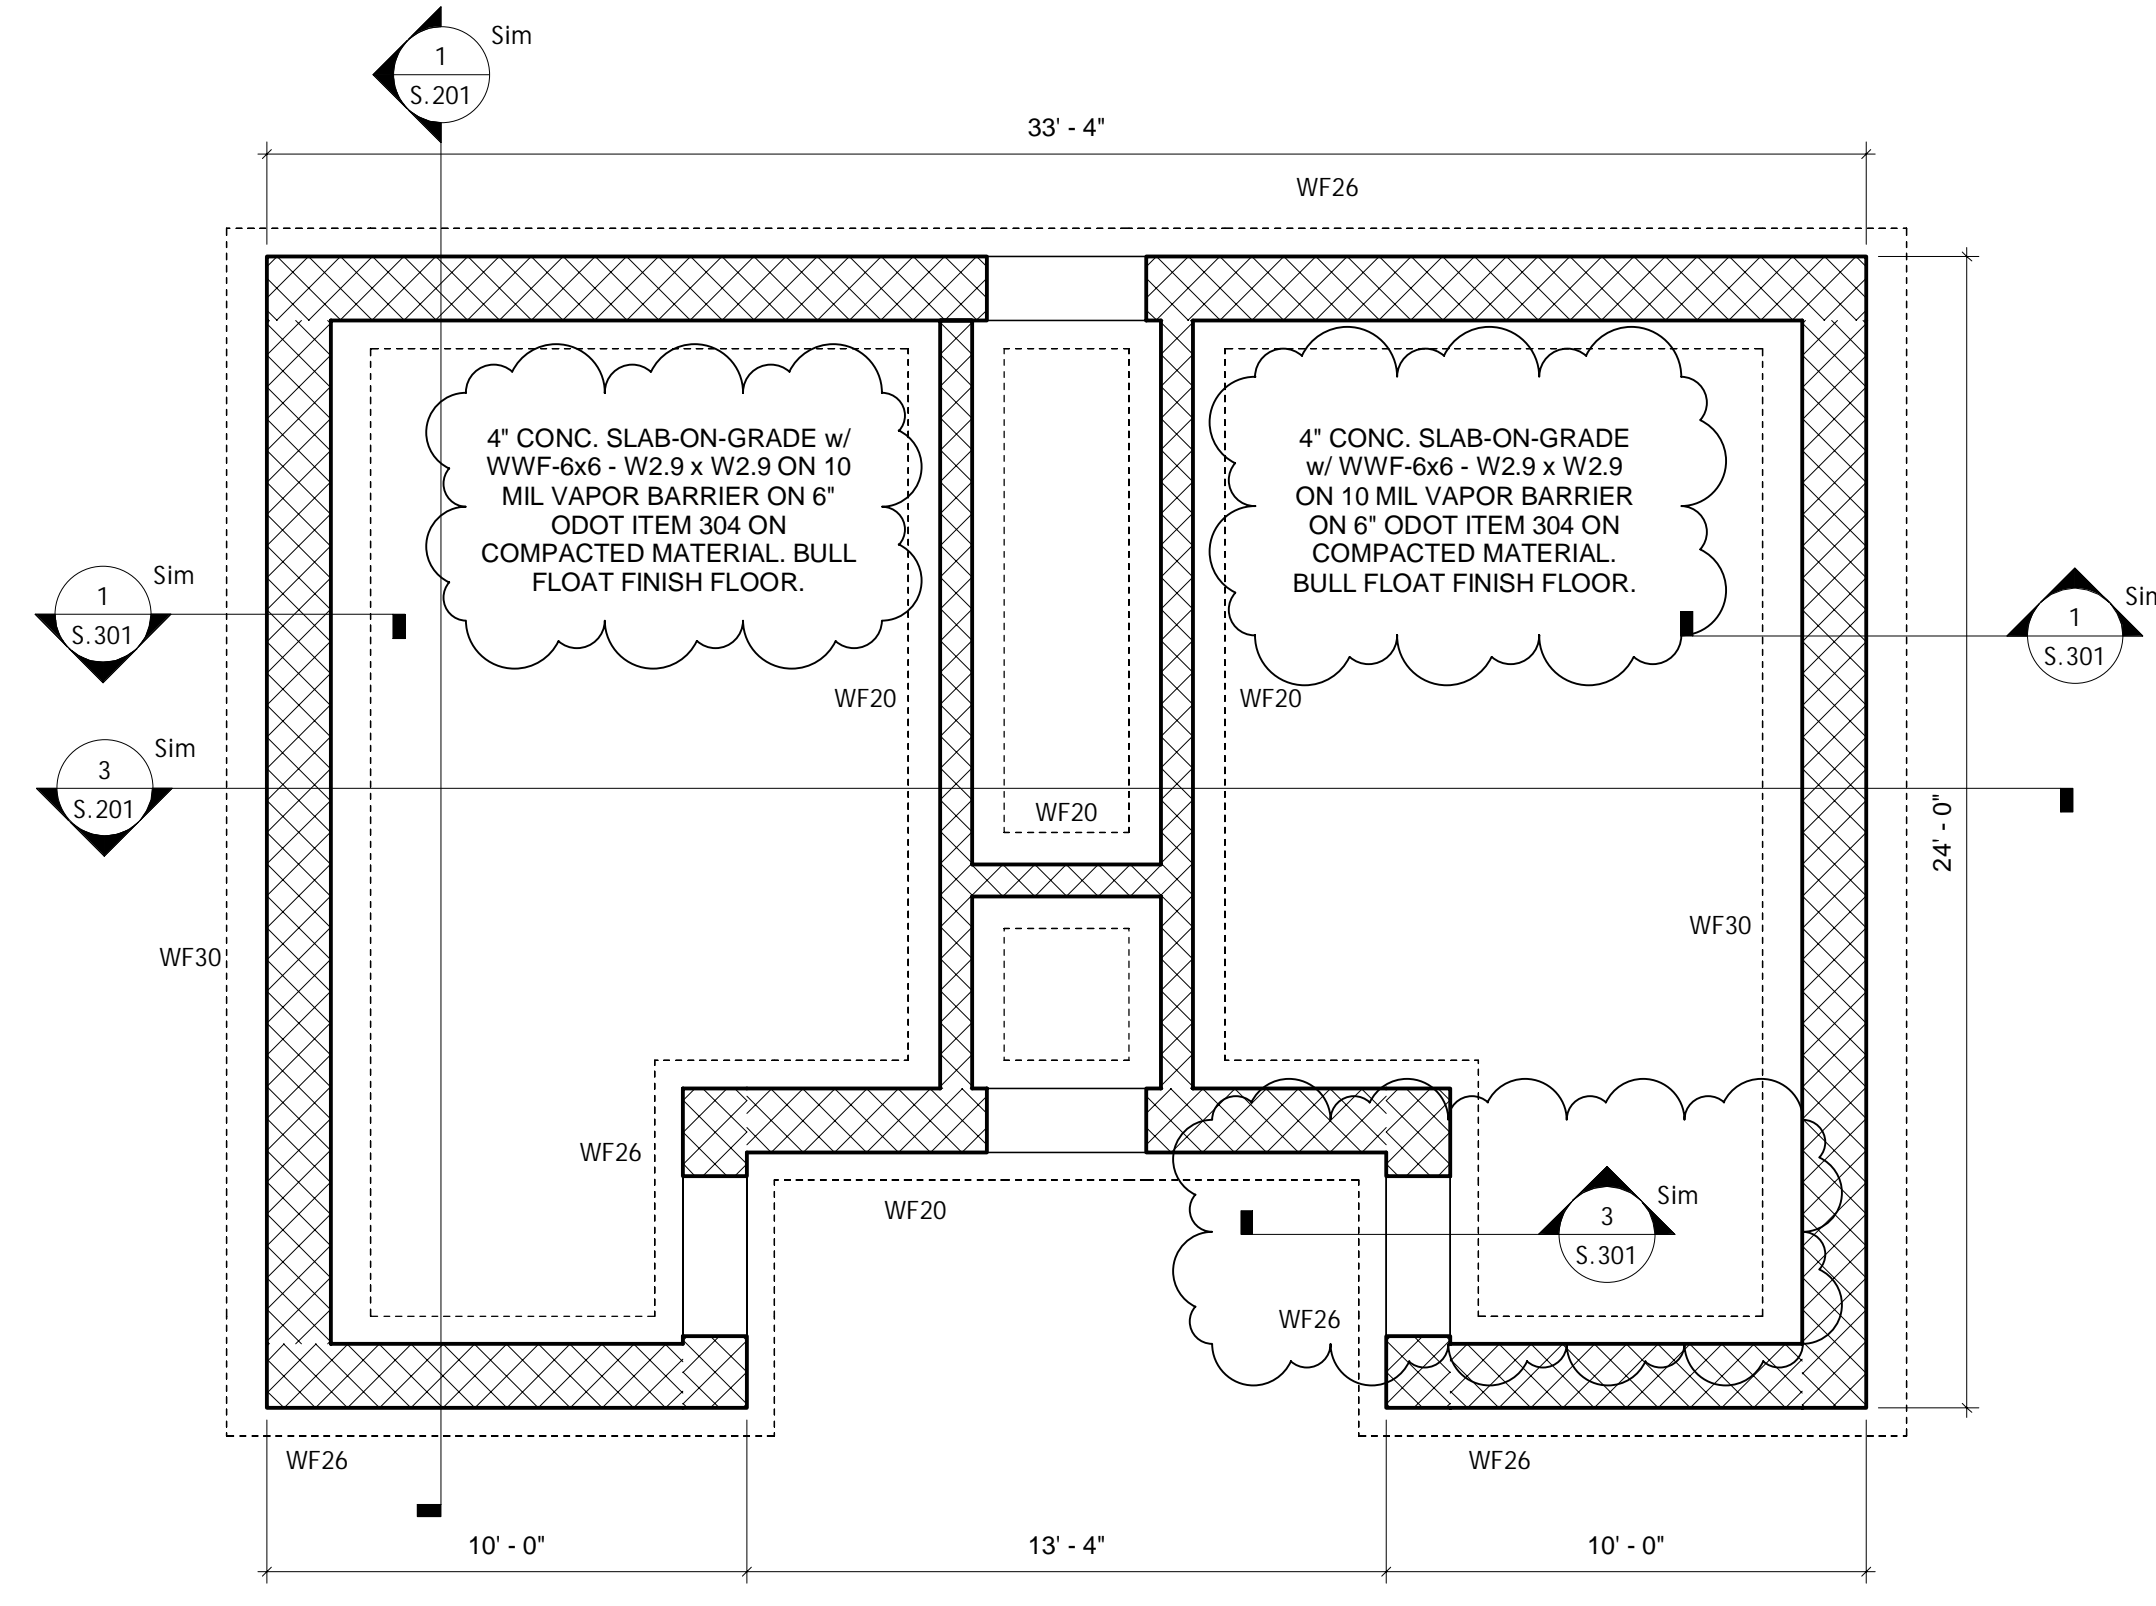 Sim
1
S.201
33' - 4"
WF26
4" CONC. SLAB-ON-GRADE w/
WWF-6x6 - W2.9 x W2.9 ON 10
MIL VAPOR BARRIER ON 6"
ODOT ITEM 304 ON
COMPACTED MATERIAL. BULL
FLOAT FINISH FLOOR.
4" CONC. SLAB-ON-GRADE
w/ WWF-6x6 - W2.9 x W2.9
ON 10 MIL VAPOR BARRIER
ON 6" ODOT ITEM 304 ON
COMPACTED MATERIAL.
BULL FLOAT FINISH FLOOR.
Sim
1
S.301
Sim
1
S.301
WF20
WF20
Sim
3
S.201
WF20
24' - 0"
WF30
WF30
WF26
WF20
Sim
3
S.301
WF26
WF26
WF26
10' - 0"
13' - 4"
10' - 0"